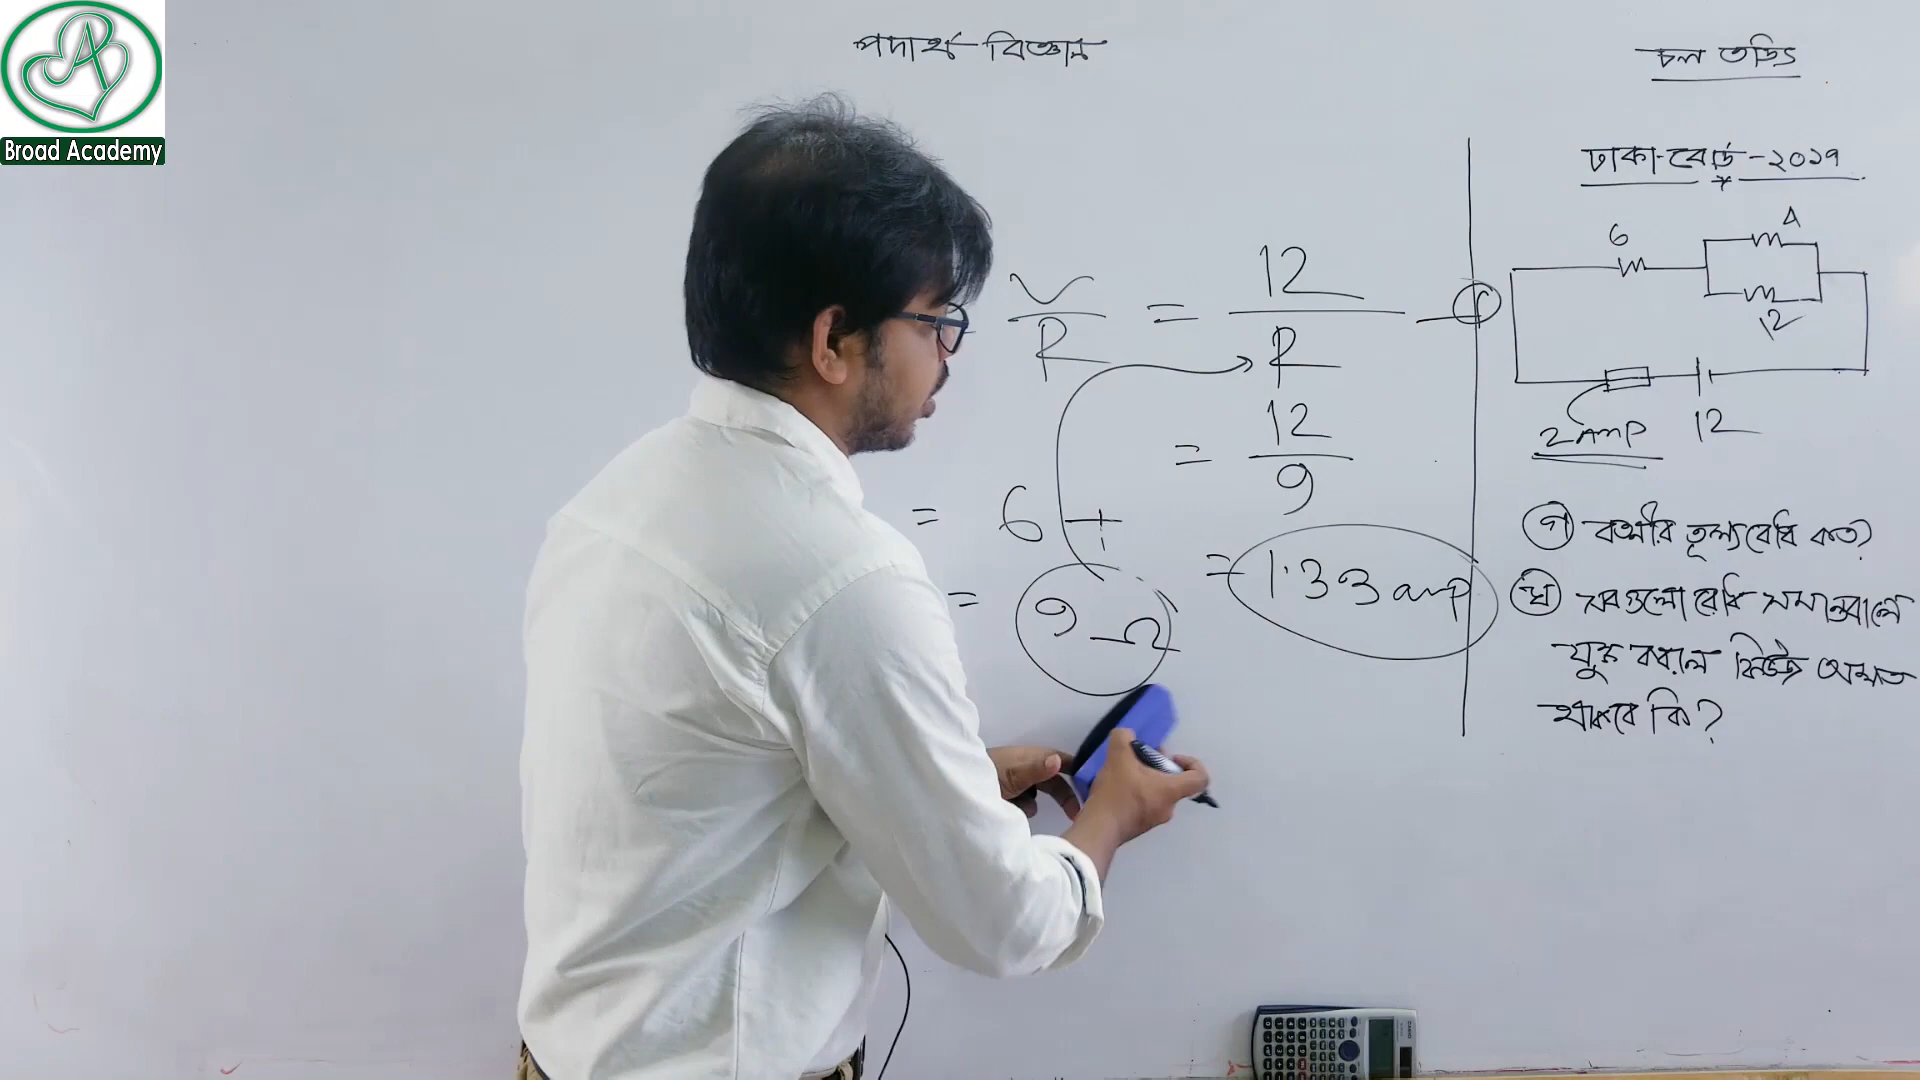 Broad Academy
পদার্থ বিজ্ঞান
চল তড়িৎ
V/R = 12/R
= 12/9
= 1.33 amp
= 6 +
= 9 Ω
ঢাকা-বোর্ড-২০১৭
6
4
12
2 Amp
12
গ বর্তনীর তূল্যরোধ কত?
ঘ সবগুলো রোধ সমান্তরালে
যুক্ত করলে ফিউজ অক্ষত
থাকবে কি?